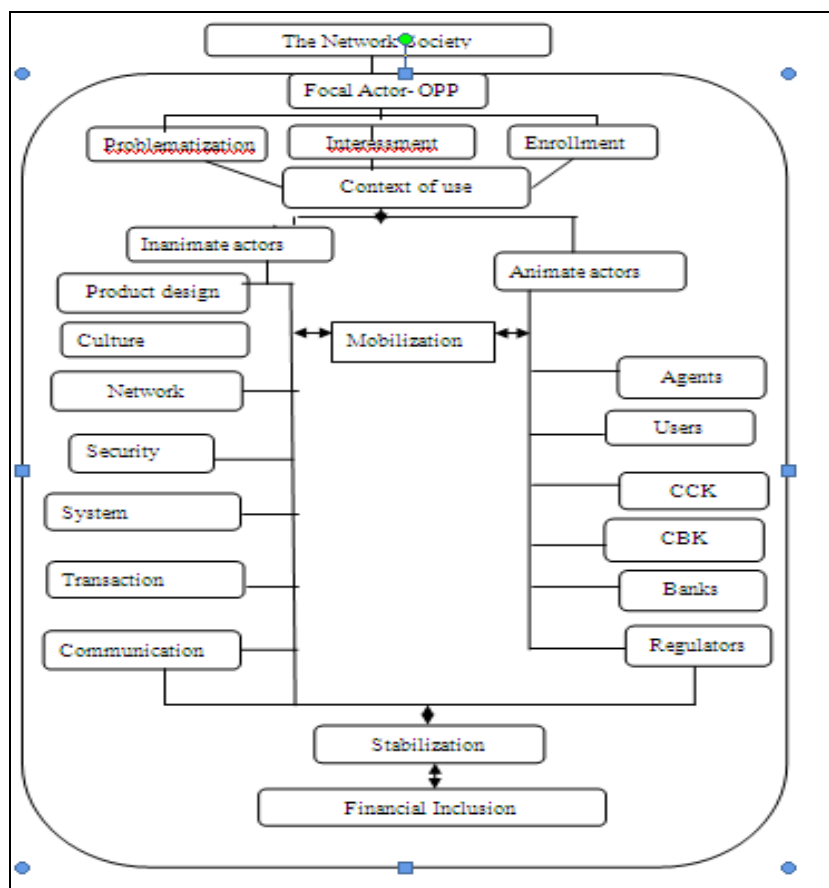 The Network Society
Focal Actor- OPP
Problematization
Interessment
Enrollment
Context of use
Inanimate actors
Animate actors
Product design
Culture
Mobilization
Network
Agents
Users
Security
CCK
System
CBK
Transaction
Banks
Communication
Regulators
Stabilization
Financial Inclusion